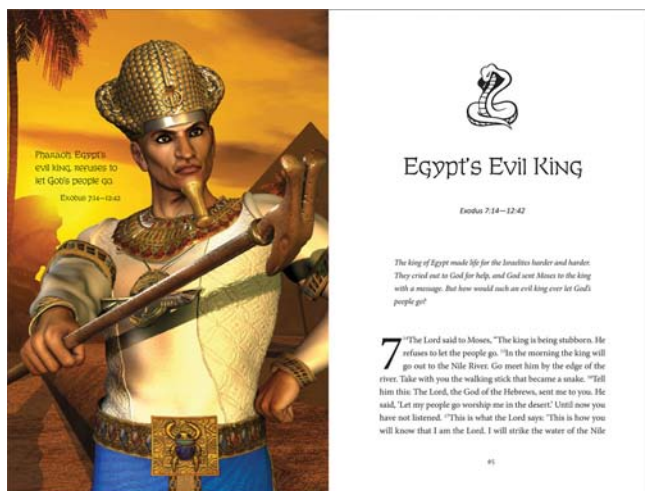 Pharaoh, Egypt's
evil king, refuses to
let God's people go.
Exodus 7:14—12:42
Egypt's Evil King
Exodus 7:14—12:42
The king of Egypt made life for the Israelites harder and harder.
They cried out to God for help, and God sent Moses to the king
with a message. But how would such an evil king ever let God's
people go?
7 14The Lord said to Moses, "The king is being stubborn. He
refuses to let the people go. 15In the morning the king will
go out to the Nile River. Go meet him by the edge of the
river. Take with you the walking stick that became a snake. 16Tell
him this: The Lord, the God of the Hebrews, sent me to you. He
said, 'Let my people go worship me in the desert.' Until now you
have not listened. 17This is what the Lord says: 'This is how you
will know that I am the Lord. I will strike the water of the Nile
85